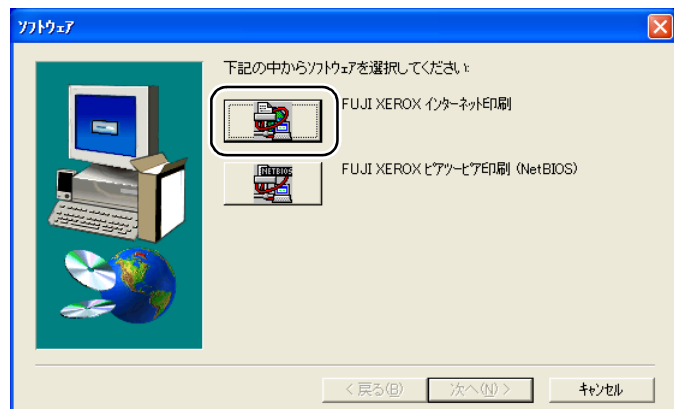 ソフトウェア
下記の中からソフトウェアを選択してください:
FUJI XEROX インターネット印刷
NETBIOS
FUJI XEROX ピアツーピア印刷 (NetBIOS)
< 戻る(B)
次へ(N) >
キャンセル